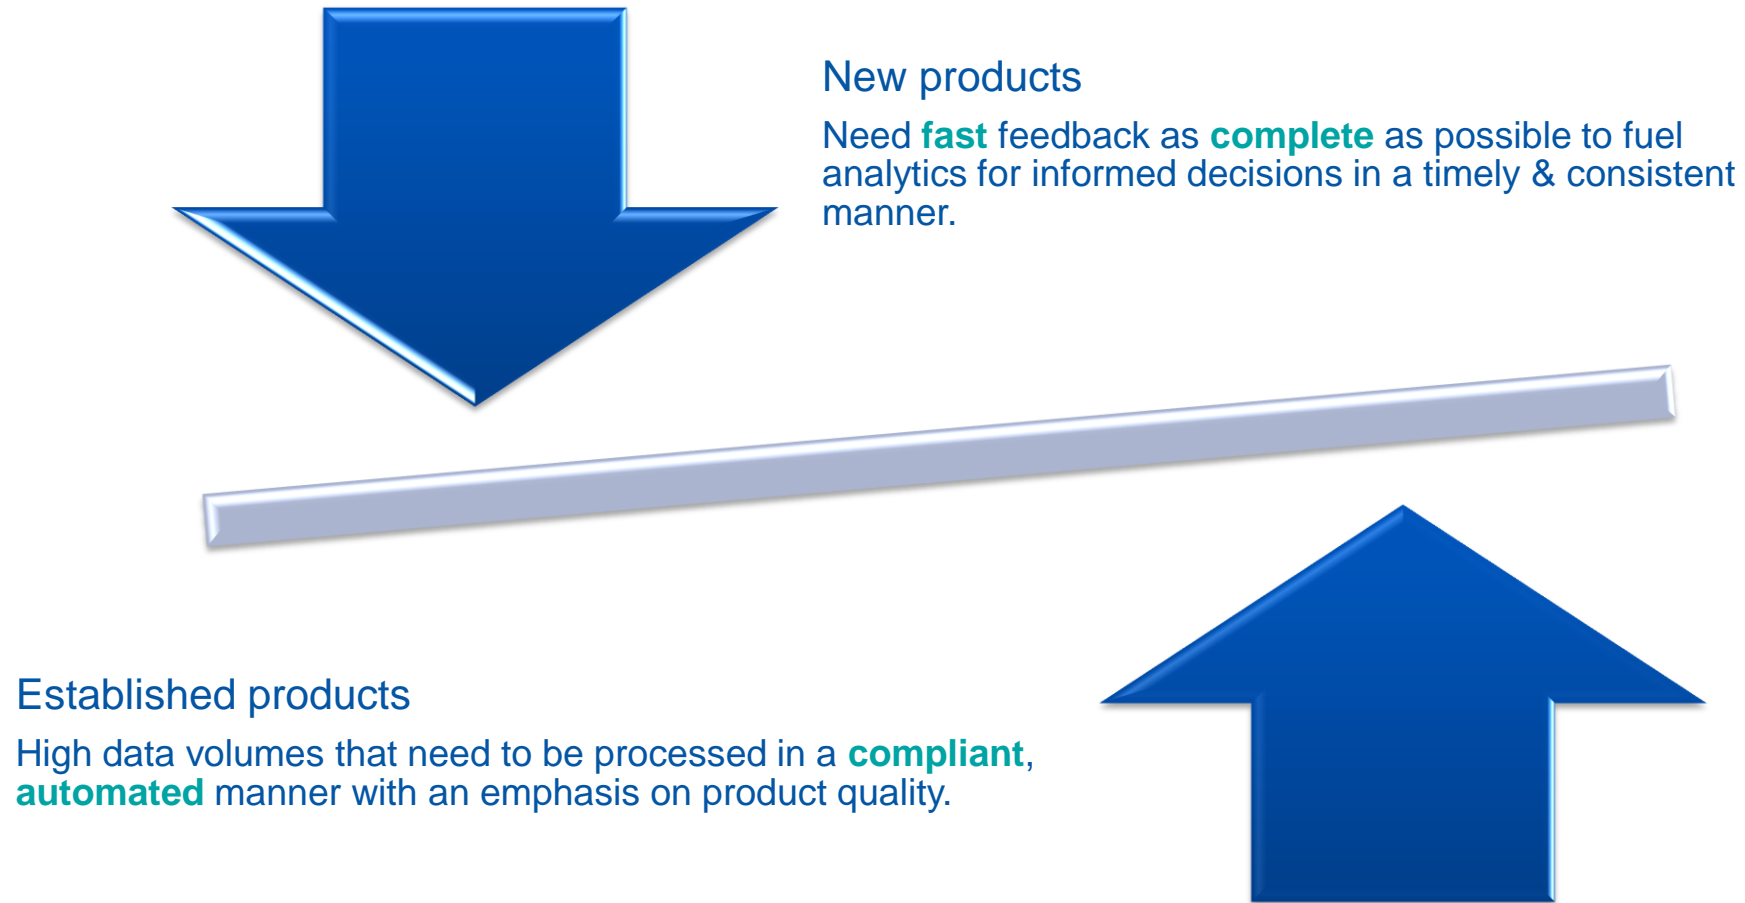 New products
Need fast feedback as complete as possible to fuel
analytics for informed decisions in a timely & consistent
manner.
Established products
High data volumes that need to be processed in a compliant,
automated manner with an emphasis on product quality.